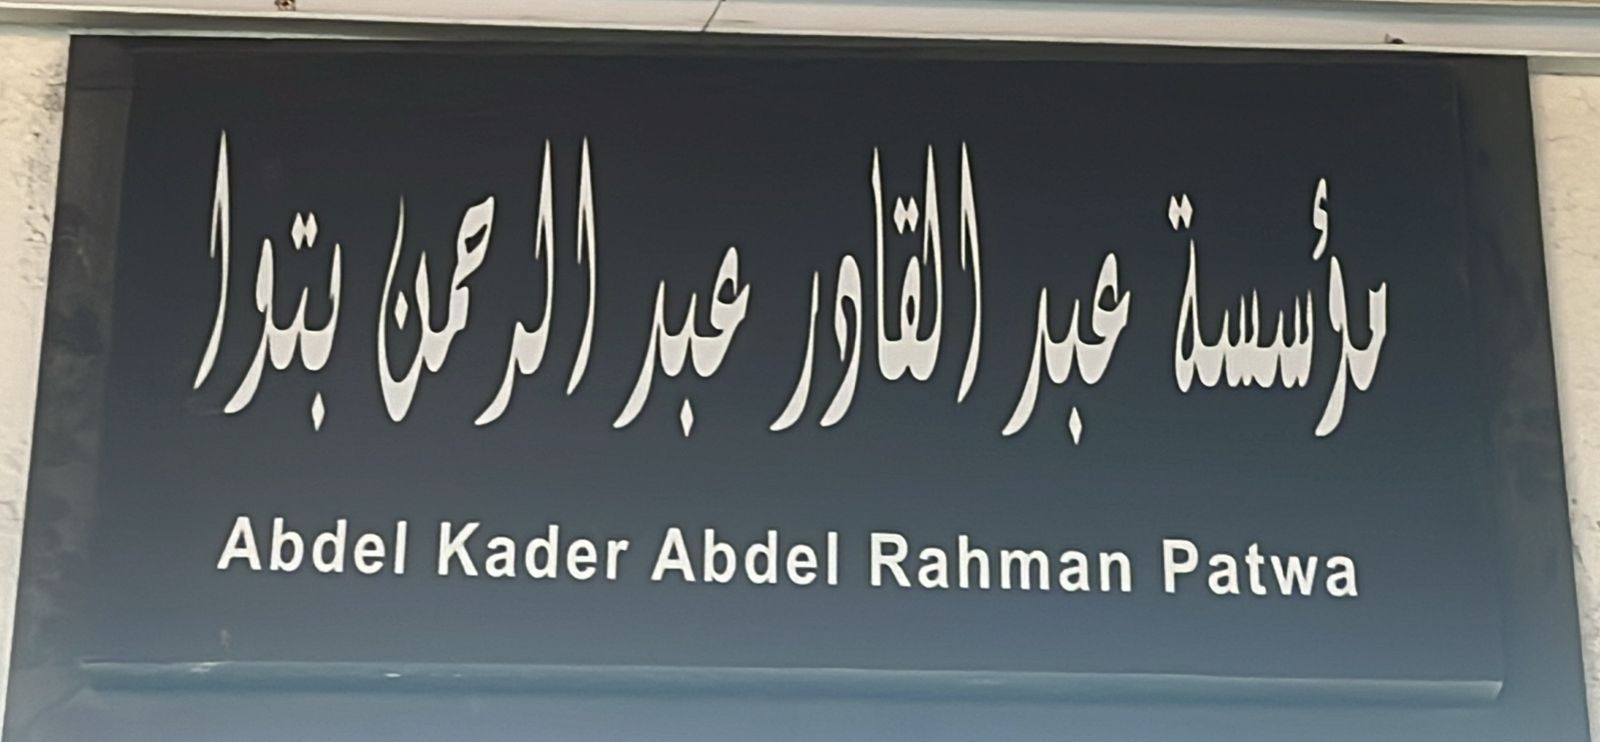 مؤسسة عبد القادر عبد الرحمن بتوا
Abdel Kader Abdel Rahman Patwa